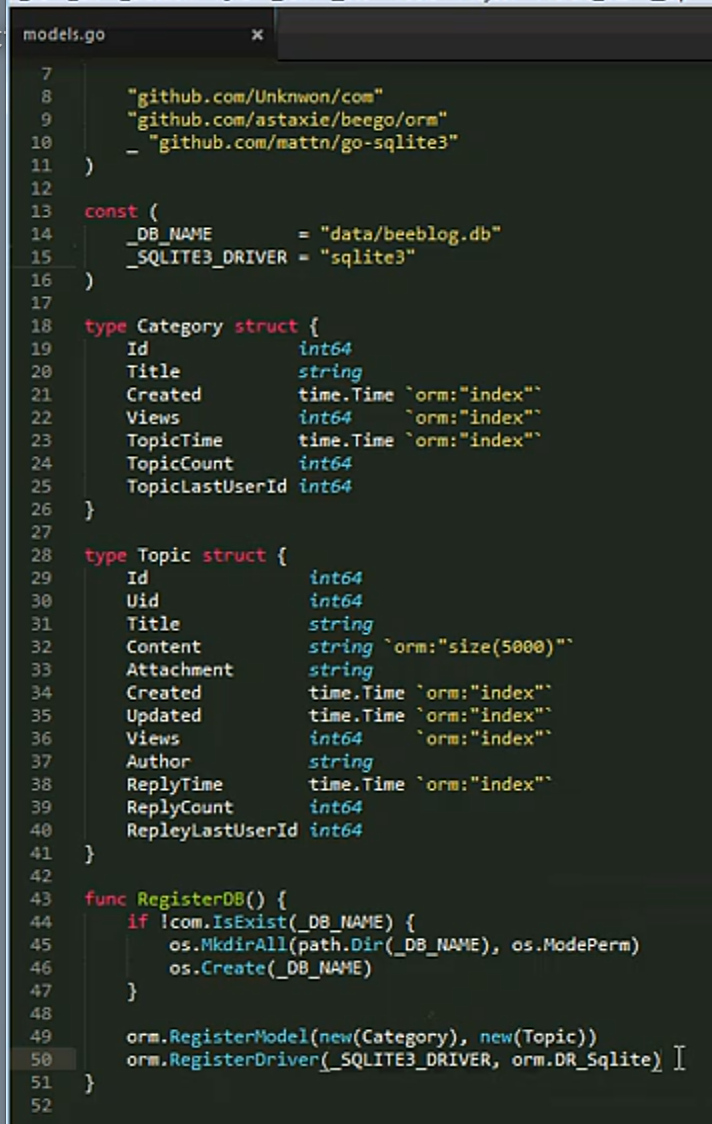 models.go ×
7
8 "github.com/Unknwon/com"
9 "github.com/astaxie/beego/orm"
10 _ "github.com/mattn/go-sqlite3"
11 )
12
13 const (
14 _DB_NAME = "data/beeblog.db"
15 _SQLITE3_DRIVER = "sqlite3"
16 )
17
18 type Category struct {
19 Id int64
20 Title string
21 Created time.Time `orm:"index"`
22 Views int64 `orm:"index"`
23 TopicTime time.Time `orm:"index"`
24 TopicCount int64
25 TopicLastUserId int64
26 }
27
28 type Topic struct {
29 Id int64
30 Uid int64
31 Title string
32 Content string `orm:"size(5000)"`
33 Attachment string
34 Created time.Time `orm:"index"`
35 Updated time.Time `orm:"index"`
36 Views int64 `orm:"index"`
37 Author string
38 ReplyTime time.Time `orm:"index"`
39 ReplyCount int64
40 RepleyLastUserId int64
41 }
42
43 func RegisterDB() {
44 if !com.IsExist(_DB_NAME) {
45 os.MkdirAll(path.Dir(_DB_NAME), os.ModePerm)
46 os.Create(_DB_NAME)
47 }
48
49 orm.RegisterModel(new(Category), new(Topic))
50 orm.RegisterDriver(_SQLITE3_DRIVER, orm.DR_Sqlite)
51 }
52